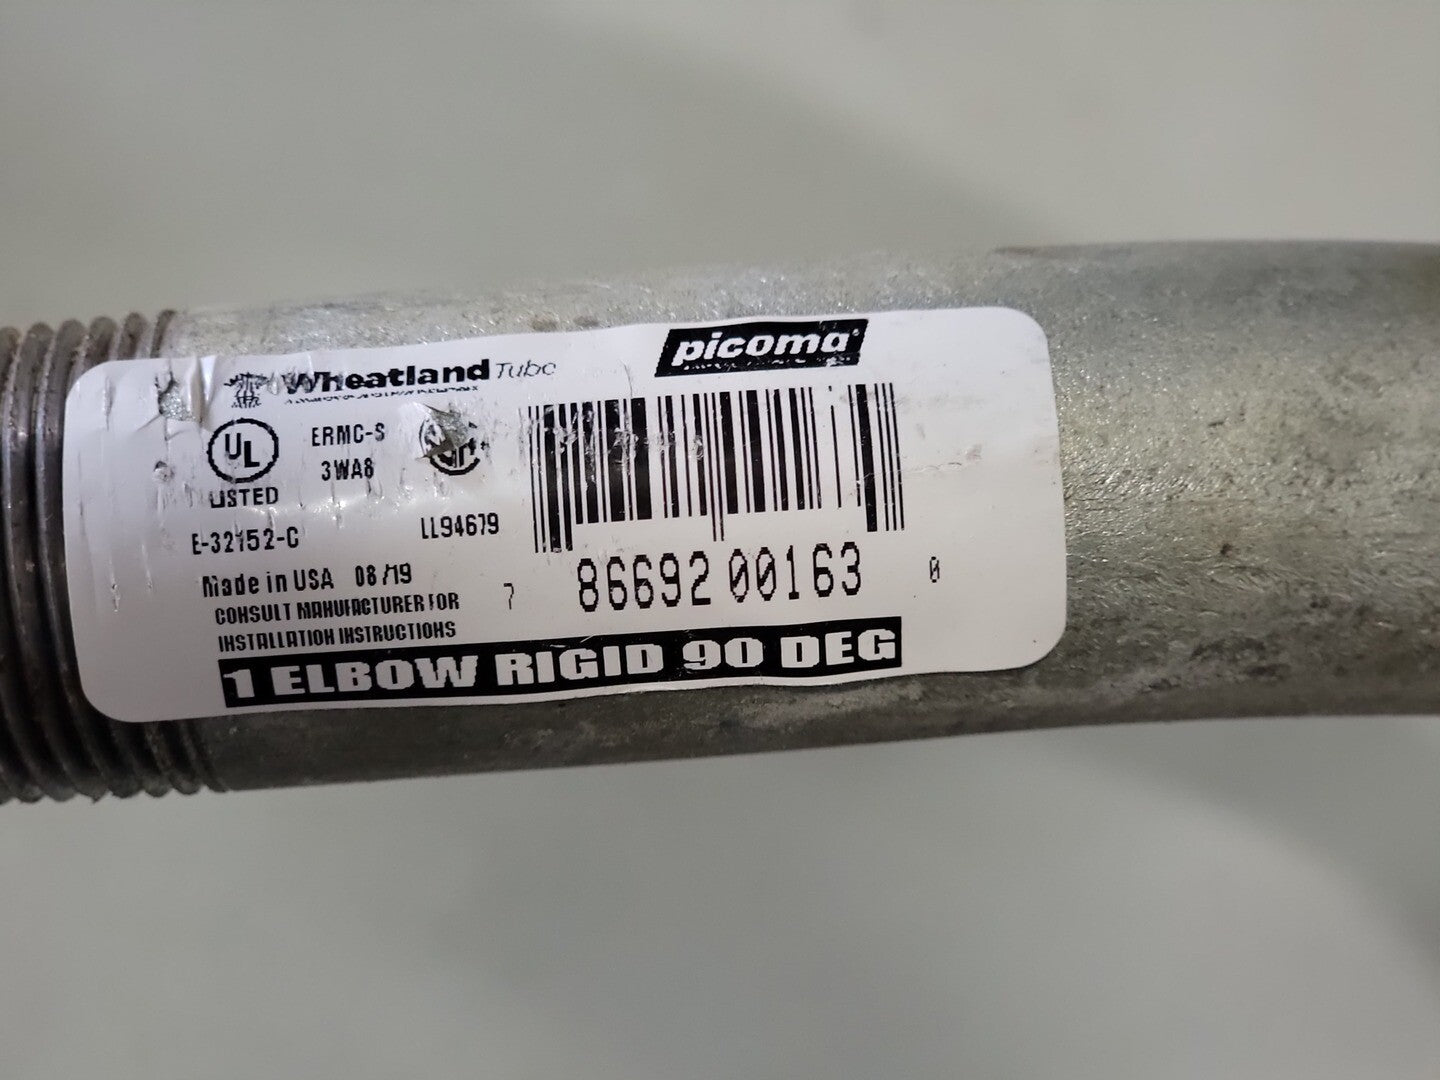 Wheatland Tube
picoma®
UL
LISTED
ERMC-S
3WA8
E-32152-C
LL94679
Made in USA 08/19
CONSULT MANUFACTURER FOR
INSTALLATION INSTRUCTIONS
7 86692 00163 0
1 ELBOW RIGID 90 DEG